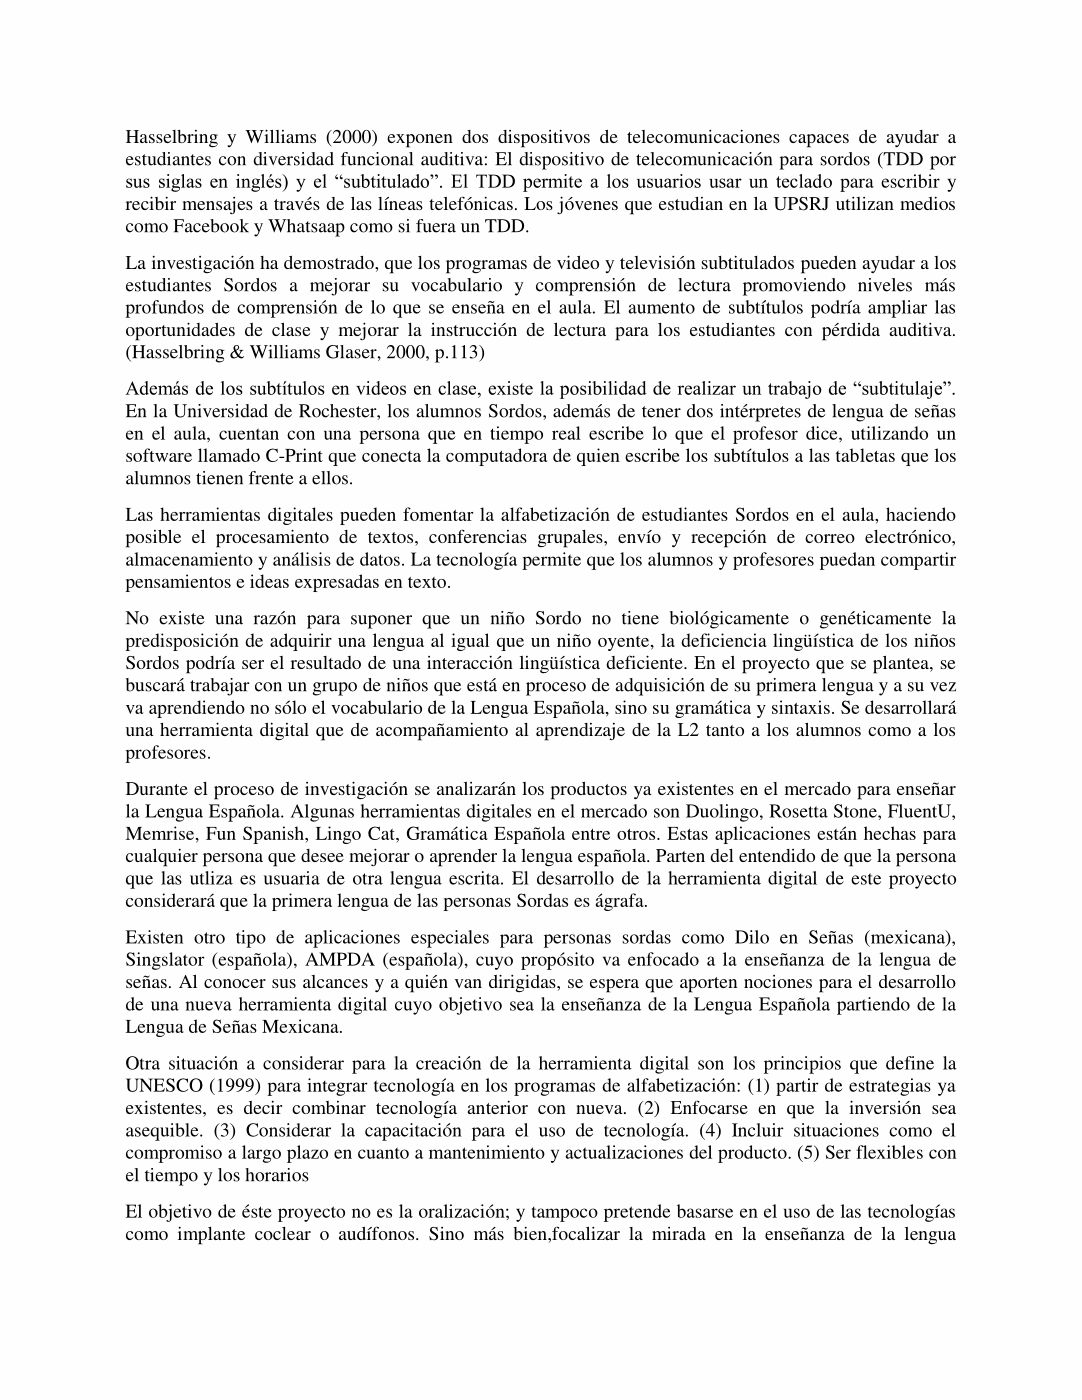 Hasselbring y Williams (2000) exponen dos dispositivos de telecomunicaciones capaces de ayudar a
estudiantes con diversidad funcional auditiva: El dispositivo de telecomunicación para sordos (TDD por
sus siglas en inglés) y el “subtitulado”. El TDD permite a los usuarios usar un teclado para escribir y
recibir mensajes a través de las líneas telefónicas. Los jóvenes que estudian en la UPSRJ utilizan medios
como Facebook y Whatsaap como si fuera un TDD.
La investigación ha demostrado, que los programas de video y televisión subtitulados pueden ayudar a los
estudiantes Sordos a mejorar su vocabulario y comprensión de lectura promoviendo niveles más
profundos de comprensión de lo que se enseña en el aula. El aumento de subtítulos podría ampliar las
oportunidades de clase y mejorar la instrucción de lectura para los estudiantes con pérdida auditiva.
(Hasselbring & Williams Glaser, 2000, p.113)
Además de los subtítulos en videos en clase, existe la posibilidad de realizar un trabajo de “subtitulaje”.
En la Universidad de Rochester, los alumnos Sordos, además de tener dos intérpretes de lengua de señas
en el aula, cuentan con una persona que en tiempo real escribe lo que el profesor dice, utilizando un
software llamado C-Print que conecta la computadora de quien escribe los subtítulos a las tabletas que los
alumnos tienen frente a ellos.
Las herramientas digitales pueden fomentar la alfabetización de estudiantes Sordos en el aula, haciendo
posible el procesamiento de textos, conferencias grupales, envío y recepción de correo electrónico,
almacenamiento y análisis de datos. La tecnología permite que los alumnos y profesores puedan compartir
pensamientos e ideas expresadas en texto.
No existe una razón para suponer que un niño Sordo no tiene biológicamente o genéticamente la
predisposición de adquirir una lengua al igual que un niño oyente, la deficiencia lingüística de los niños
Sordos podría ser el resultado de una interacción lingüística deficiente. En el proyecto que se plantea, se
buscará trabajar con un grupo de niños que está en proceso de adquisición de su primera lengua y a su vez
va aprendiendo no sólo el vocabulario de la Lengua Española, sino su gramática y sintaxis. Se desarrollará
una herramienta digital que de acompañamiento al aprendizaje de la L2 tanto a los alumnos como a los
profesores.
Durante el proceso de investigación se analizarán los productos ya existentes en el mercado para enseñar
la Lengua Española. Algunas herramientas digitales en el mercado son Duolingo, Rosetta Stone, FluentU,
Memrise, Fun Spanish, Lingo Cat, Gramática Española entre otros. Estas aplicaciones están hechas para
cualquier persona que desee mejorar o aprender la lengua española. Parten del entendido de que la persona
que las utliza es usuaria de otra lengua escrita. El desarrollo de la herramienta digital de este proyecto
considerará que la primera lengua de las personas Sordas es ágrafa.
Existen otro tipo de aplicaciones especiales para personas sordas como Dilo en Señas (mexicana),
Singslator (española), AMPDA (española), cuyo propósito va enfocado a la enseñanza de la lengua de
señas. Al conocer sus alcances y a quién van dirigidas, se espera que aporten nociones para el desarrollo
de una nueva herramienta digital cuyo objetivo sea la enseñanza de la Lengua Española partiendo de la
Lengua de Señas Mexicana.
Otra situación a considerar para la creación de la herramienta digital son los principios que define la
UNESCO (1999) para integrar tecnología en los programas de alfabetización: (1) partir de estrategias ya
existentes, es decir combinar tecnología anterior con nueva. (2) Enfocarse en que la inversión sea
asequible. (3) Considerar la capacitación para el uso de tecnología. (4) Incluir situaciones como el
compromiso a largo plazo en cuanto a mantenimiento y actualizaciones del producto. (5) Ser flexibles con
el tiempo y los horarios
El objetivo de éste proyecto no es la oralización; y tampoco pretende basarse en el uso de las tecnologías
como implante coclear o audífonos. Sino más bien,focalizar la mirada en la enseñanza de la lengua